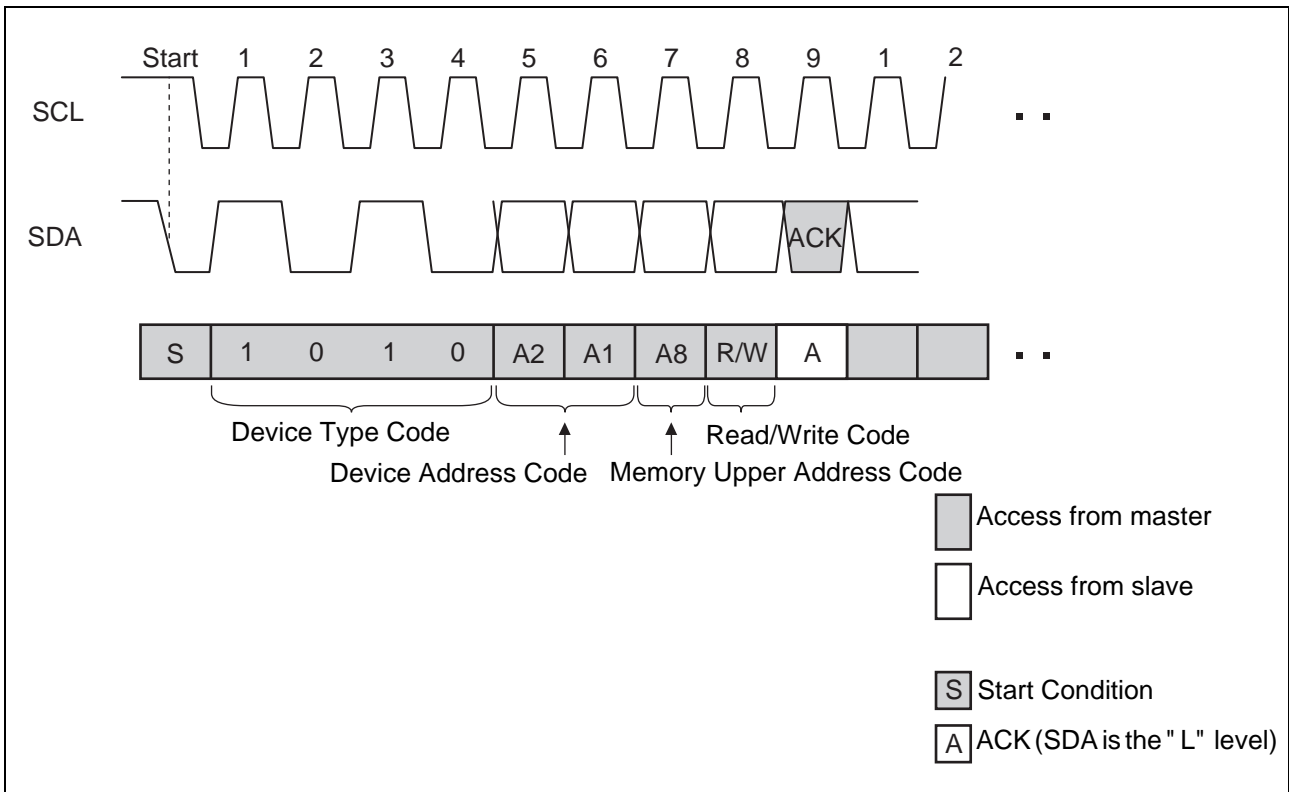 Start 1 2 3 4 5 6 7 8 9 1 2
SCL
SDA
ACK
S 1 0 1 0 A2 A1 A8 R/W A
Device Type Code
Read/Write Code
Device Address Code
Memory Upper Address Code
Access from master
Access from slave
S Start Condition
A ACK (SDA is the "L" level)